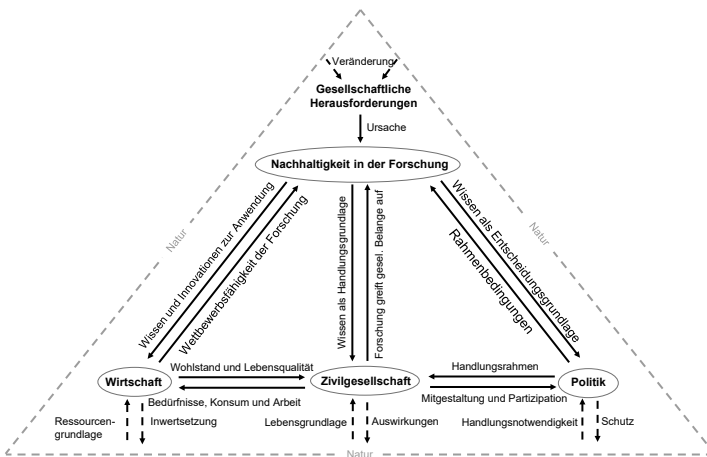 Veränderung
Gesellschaftliche
Herausforderungen
Ursache
Nachhaltigkeit in der Forschung
Natur
Natur
Wissen und Innovationen zur Anwendung
Wettbewerbsfähigkeit der Forschung
Wissen als Handlungsgrundlage
Forschung greift gesel. Belange auf
Wissen als Entscheidungsgrundlage
Rahmenbedingungen
Wirtschaft
Wohlstand und Lebensqualität
Zivilgesellschaft
Handlungsrahmen
Politik
Bedürfnisse, Konsum und Arbeit
Mitgestaltung und Partizipation
Ressourcen-
grundlage
Inwertsetzung
Lebensgrundlage
Auswirkungen
Handlungsnotwendigkeit
Schutz
Natur